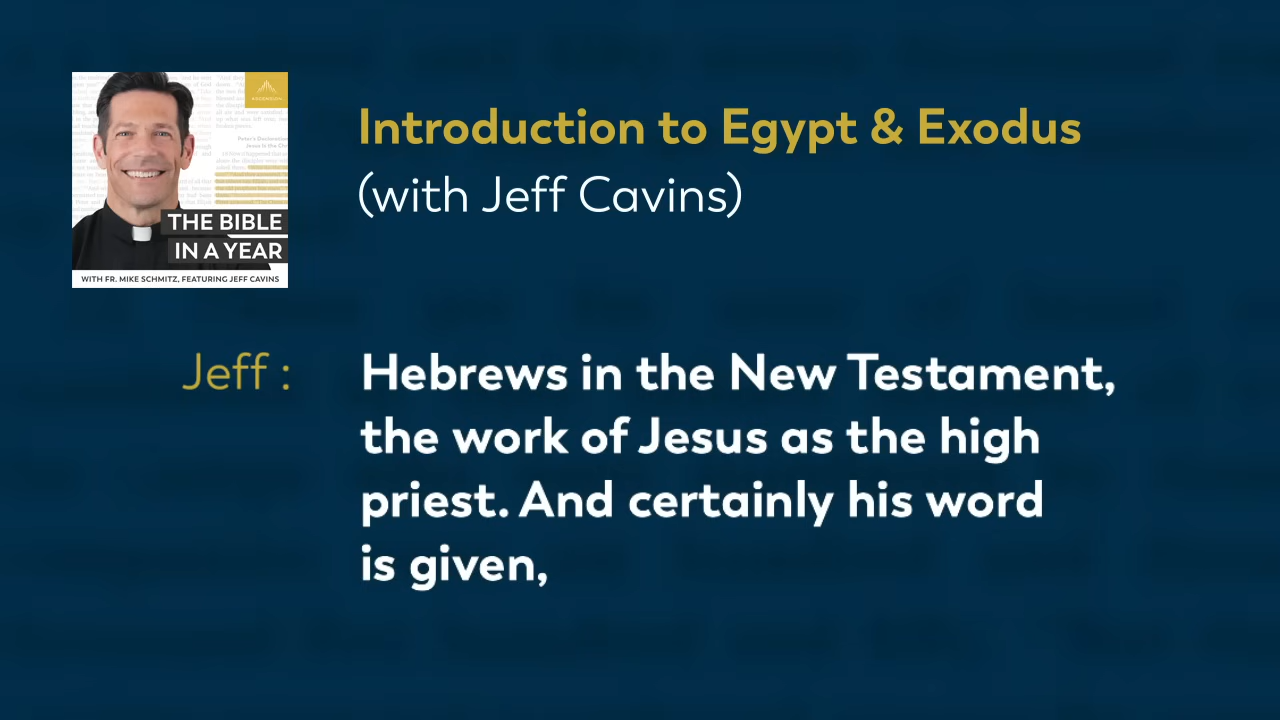 Introduction to Egypt & Exodus
(with Jeff Cavins)
THE BIBLE
IN A YEAR
WITH FR. MIKE SCHMITZ, FEATURING JEFF CAVINS
Jeff :
Hebrews in the New Testament,
the work of Jesus as the high
priest. And certainly his word
is given,